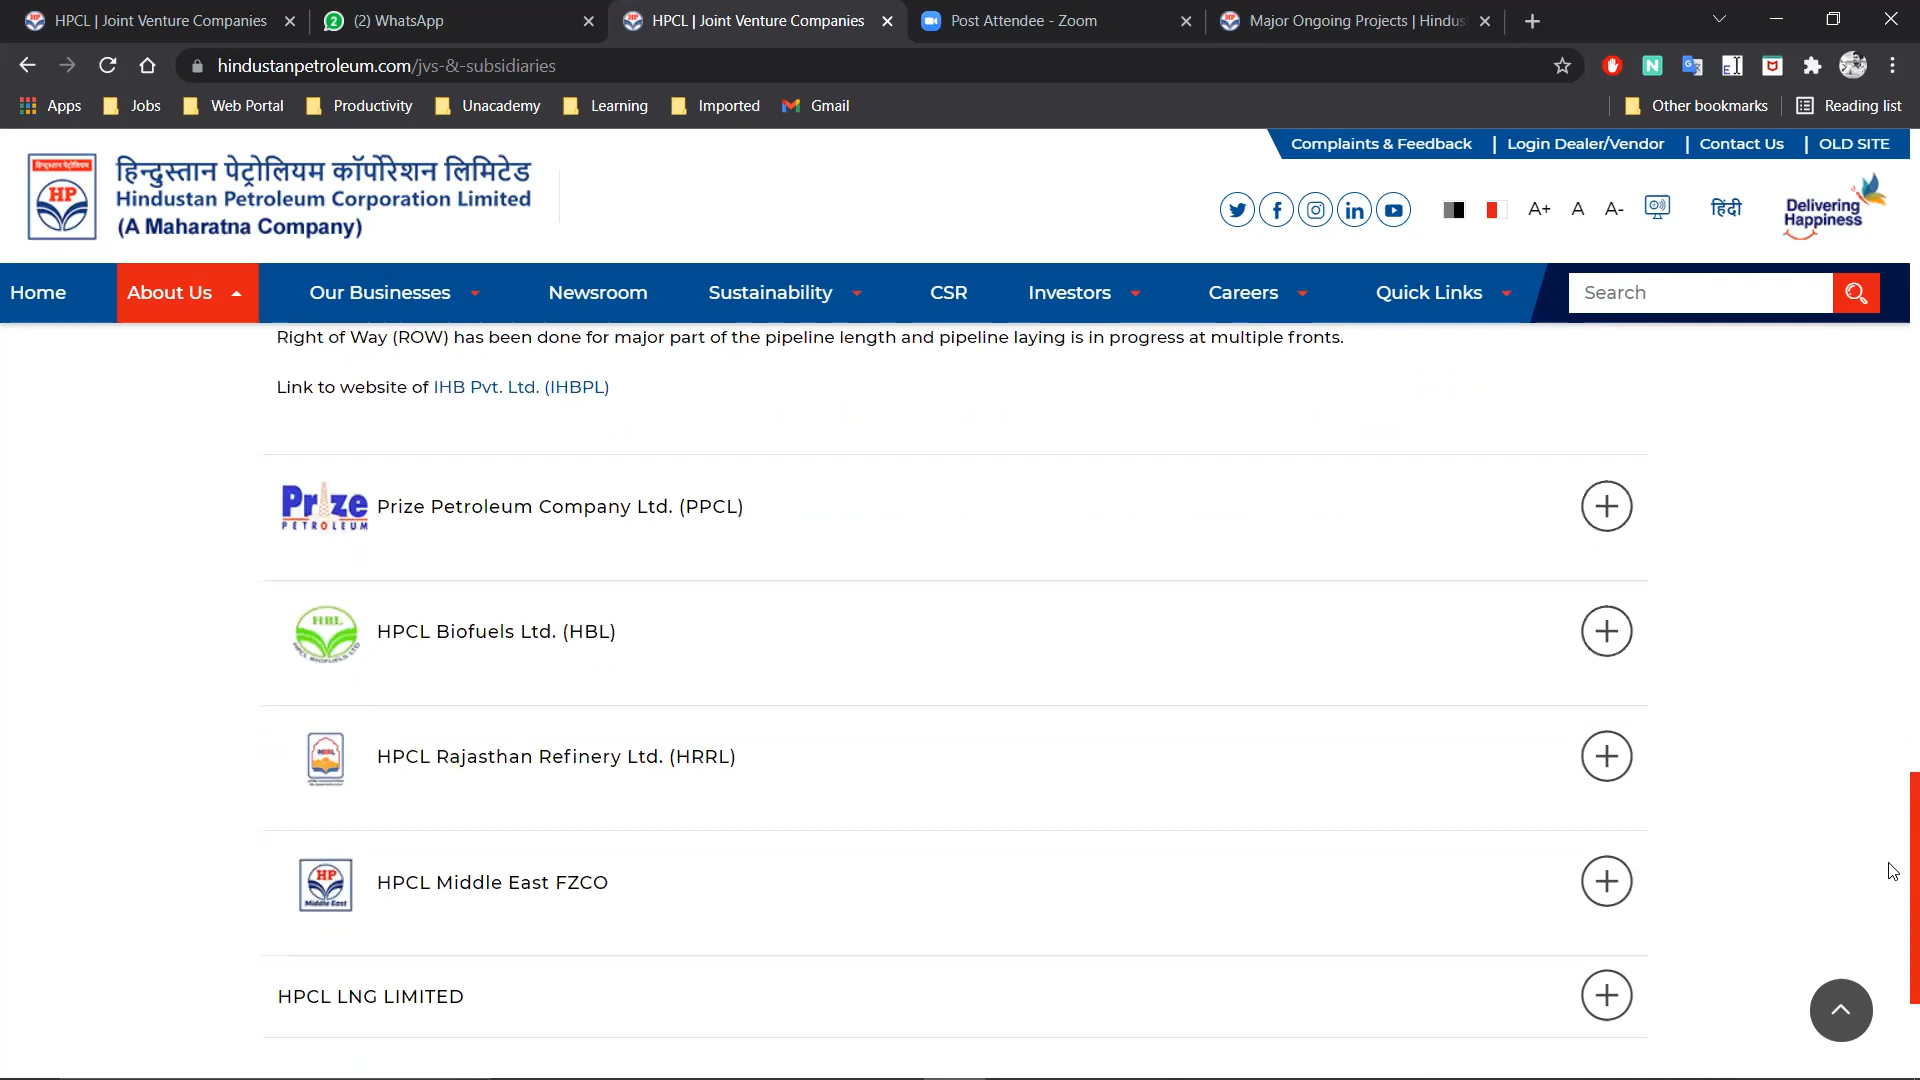 HPCL | Joint Venture Companies
(2) WhatsApp
HPCL | Joint Venture Companies
Post Attendee - Zoom
Major Ongoing Projects | Hindus
hindustanpetroleum.com/jvs-&-subsidiaries
Apps
Jobs
Web Portal
Productivity
Unacademy
Learning
Imported
Gmail
Other bookmarks
Reading list
Complaints & Feedback | Login Dealer/Vendor | Contact Us | OLD SITE
हिन्दुस्तान पेट्रोलियम
HP
हिन्दुस्तान पेट्रोलियम कॉर्पोरेशन लिमिटेड
Hindustan Petroleum Corporation Limited
(A Maharatna Company)
A+ A A-
हिंदी
Delivering
Happiness
Home
About Us
Our Businesses
Newsroom
Sustainability
CSR
Investors
Careers
Quick Links
Search
Right of Way (ROW) has been done for major part of the pipeline length and pipeline laying is in progress at multiple fronts.
Link to website of IHB Pvt. Ltd. (IHBPL)
Prize
PETROLEUM
Prize Petroleum Company Ltd. (PPCL)
HBL
HPCL BIOFUELS LTD
HPCL Biofuels Ltd. (HBL)
HRRL
HPCL Rajasthan Refinery Ltd. (HRRL)
HP
Middle East
HPCL Middle East FZCO
HPCL LNG LIMITED